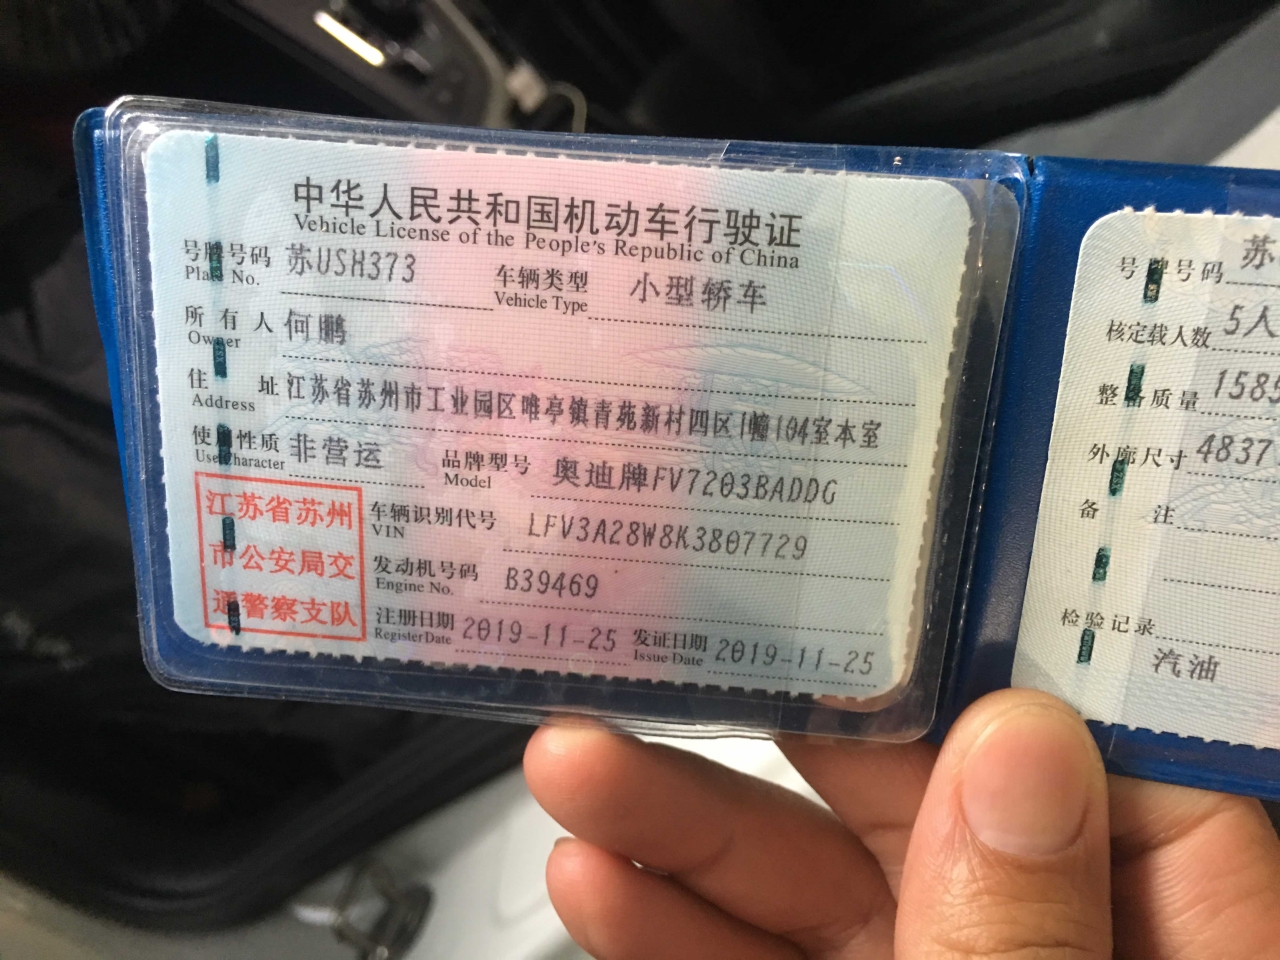 中华人民共和国机动车行驶证
Vehicle License of the People's Republic of China
号牌号码 苏USH373 车辆类型 小型轿车
Plate No. Vehicle Type
所有人 何鹏
Owner
住址 江苏省苏州市工业园区唯亭镇青苑新村四区1幢104室本室
Address
使用性质 非营运 品牌型号 奥迪牌FV7203BADDG
Use Character Model
江苏省苏州
市公安局交
通警察支队
车辆识别代号 LFV3A28W8K3807729
VIN
发动机号码 B39469
Engine No.
注册日期 2019-11-25 发证日期 2019-11-25
Register Date Issue Date
号牌号码 苏
核定载人数 5人
整备质量 1585
外廓尺寸 4837
备注
检验记录
汽油